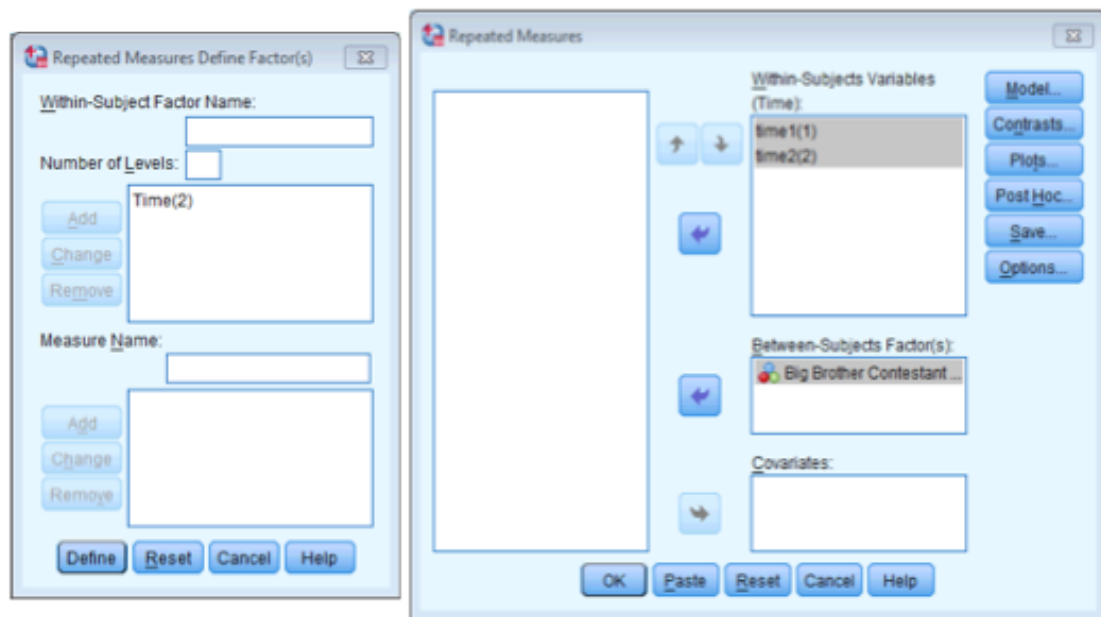 Repeated Measures Define Factor(s)
Within-Subject Factor Name:
Number of Levels:
Time(2)
Add
Change
Remove
Measure Name:
Add
Change
Remove
Define Reset Cancel Help
Repeated Measures
Within-Subjects Variables
(Time):
time1(1)
time2(2)
Model...
Contrasts...
Plots...
Post Hoc...
Save...
Options...
Between-Subjects Factor(s):
Big Brother Contestant ...
Covariates:
OK Paste Reset Cancel Help